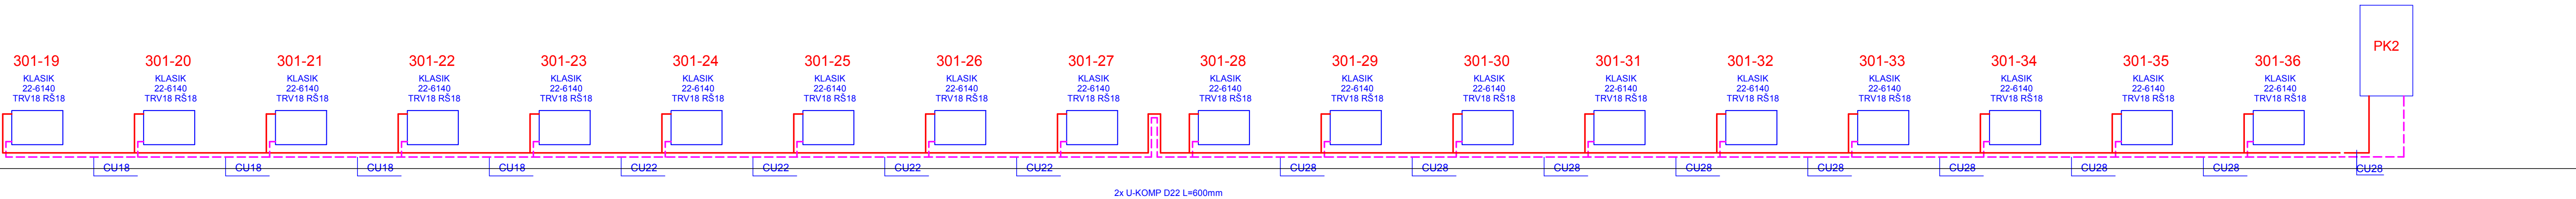 PK2
301-19 301-20 301-21 301-22 301-23 301-24 301-25 301-26 301-27 301-28 301-29 301-30 301-31 301-32 301-33 301-34 301-35 301-36
KLASIK KLASIK KLASIK KLASIK KLASIK KLASIK KLASIK KLASIK KLASIK KLASIK KLASIK KLASIK KLASIK KLASIK KLASIK KLASIK KLASIK KLASIK
22-6140 22-6140 22-6140 22-6140 22-6140 22-6140 22-6140 22-6140 22-6140 22-6140 22-6140 22-6140 22-6140 22-6140 22-6140 22-6140 22-6140 22-6140
TRV18 RŠ18 TRV18 RŠ18 TRV18 RŠ18 TRV18 RŠ18 TRV18 RŠ18 TRV18 RŠ18 TRV18 RŠ18 TRV18 RŠ18 TRV18 RŠ18 TRV18 RŠ18 TRV18 RŠ18 TRV18 RŠ18 TRV18 RŠ18 TRV18 RŠ18 TRV18 RŠ18 TRV18 RŠ18 TRV18 RŠ18 TRV18 RŠ18
CU18 CU18 CU18 CU18 CU22 CU22 CU22 CU22 CU28 CU28 CU28 CU28 CU28 CU28 CU28 CU28 CU28
2x U-KOMP D22 L=600mm